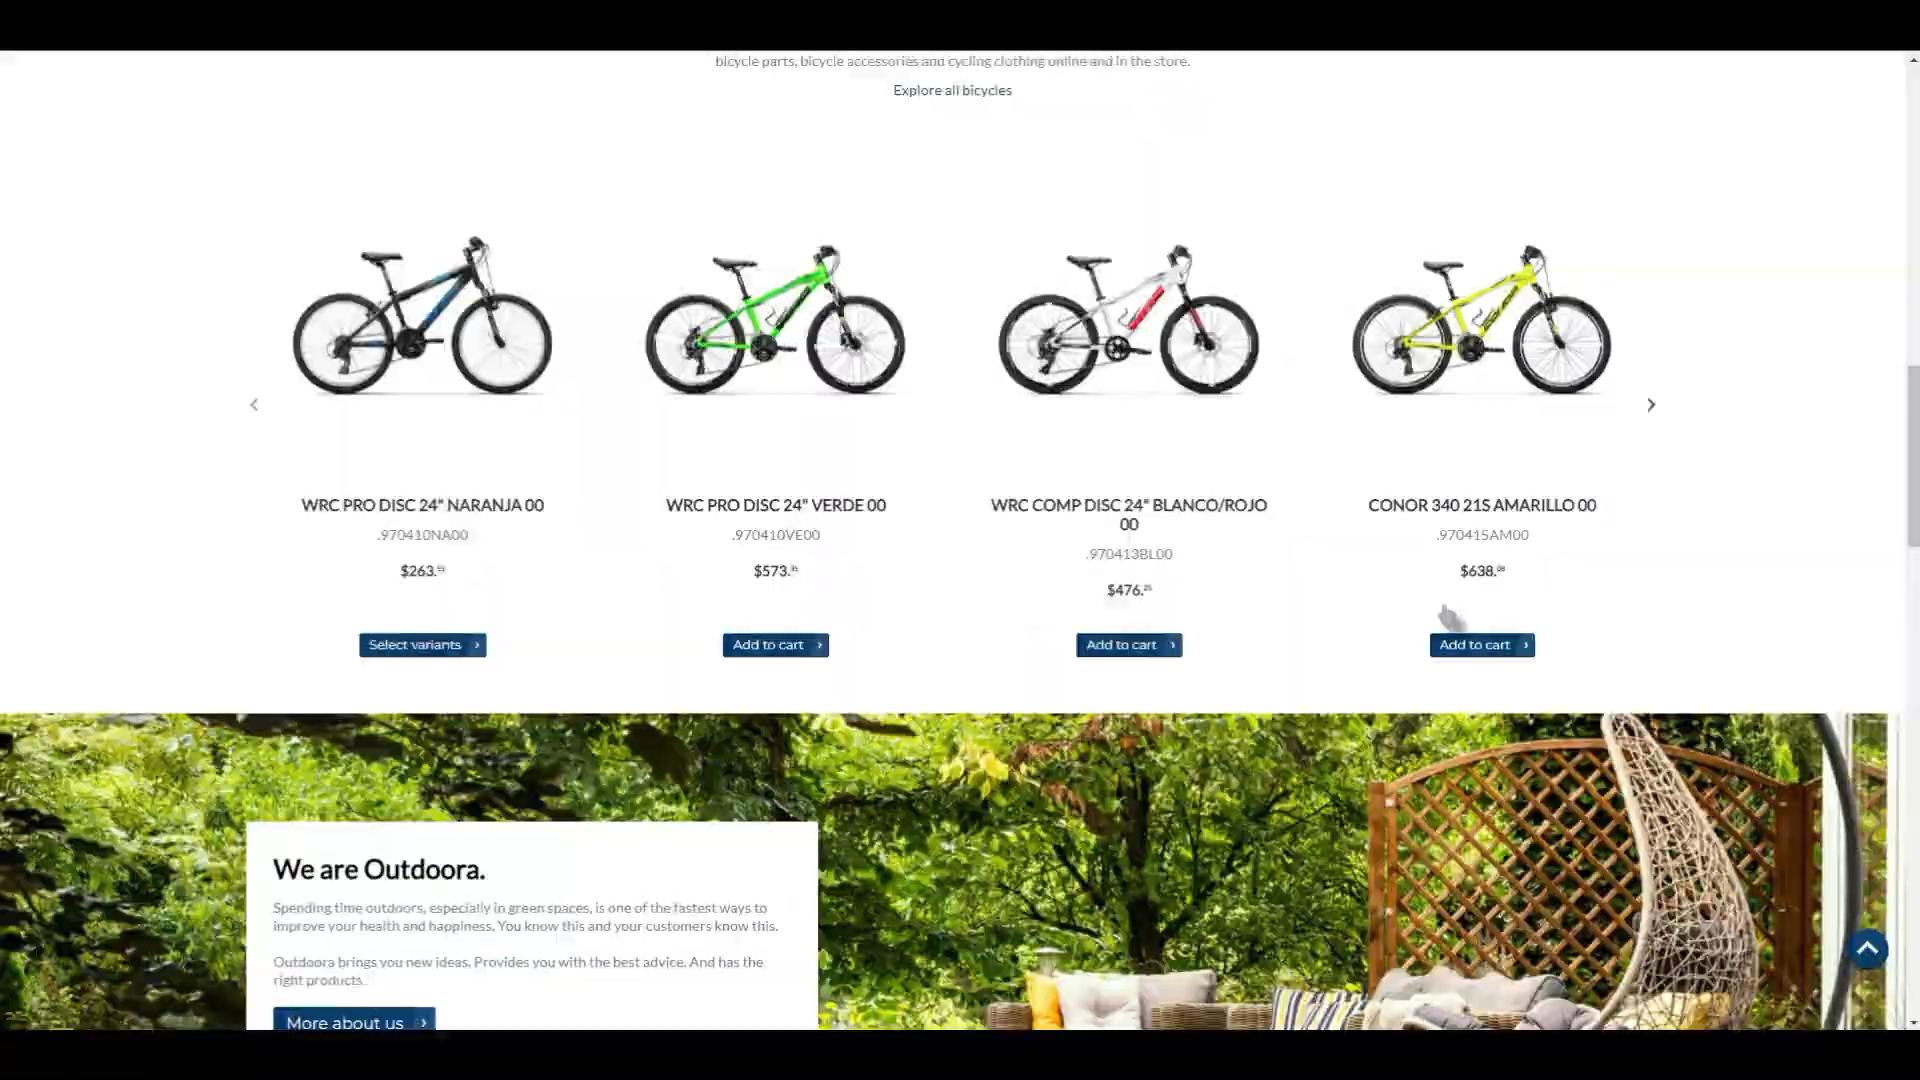 bicycle parts, bicycle accessories and cycling clothing online and in the store.
Explore all bicycles
WRC PRO DISC 24" NARANJA 00
.970410NA00
$263.
Select variants
WRC PRO DISC 24" VERDE 00
.970410VE00
$573.
Add to cart
WRC COMP DISC 24" BLANCO/ROJO
00
.970413BL00
$476.25
Add to cart
CONOR 340 21S AMARILLO 00
.970415AM00
$638.
Add to cart
We are Outdoora.
Spending time outdoors, especially in green spaces, is one of the fastest ways to
improve your health and happiness. You know this and your customers know this.
Outdoora brings you new ideas. Provides you with the best advice. And has the
right products.
More about us